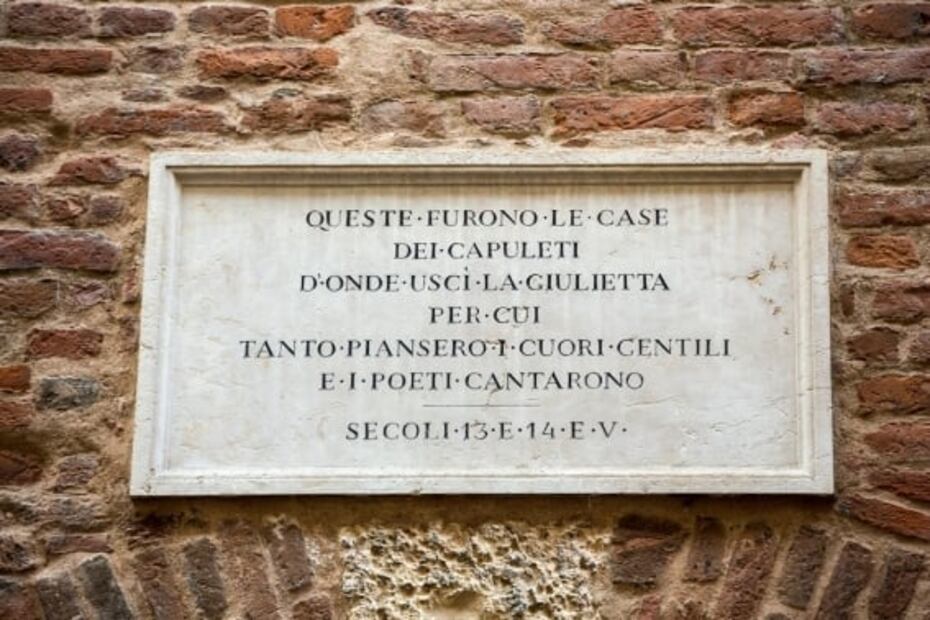 QUESTE·FURONO·LE·CASE
DEI·CAPULETI
D'·ONDE·USCÌ·LA·GIULIETTA
PER·CUI
TANTO·PIANSERO·I·CUORI·GENTILI
E·I·POETI·CANTARONO
SECOLI·13·E·14·E·V·